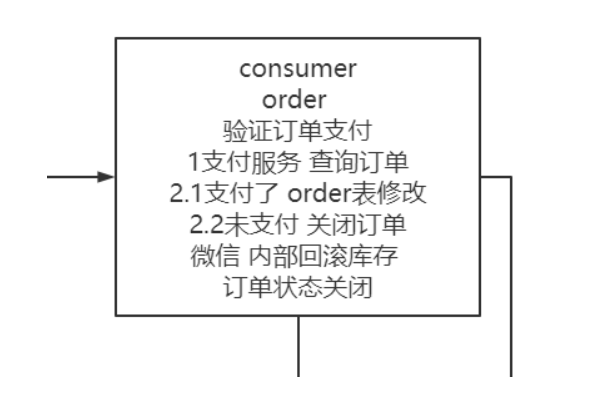 consumer
order
验证订单支付
1支付服务 查询订单
2.1支付了 order表修改
2.2未支付 关闭订单
微信 内部回滚库存
订单状态关闭